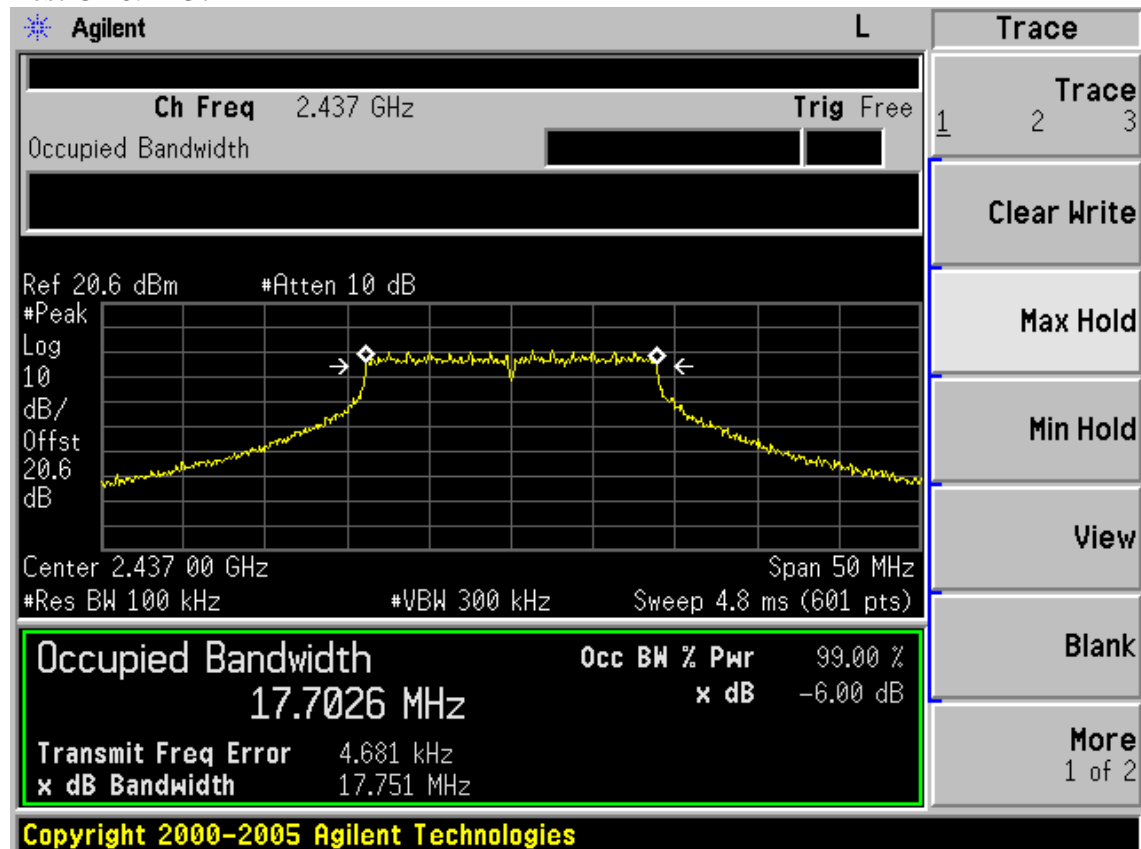 Agilent L Trace
Ch Freq 2.437 GHz Trig Free
Occupied Bandwidth
Trace
1 2 3
Clear Write
Ref 20.6 dBm #Atten 10 dB
#Peak
Log
10
dB/
Offst
20.6
dB
Max Hold
Min Hold
View
Center 2.437 00 GHz Span 50 MHz
#Res BW 100 kHz #VBW 300 kHz Sweep 4.8 ms (601 pts)
Occupied Bandwidth
17.7026 MHz
Occ BW % Pwr 99.00 %
x dB -6.00 dB
Transmit Freq Error 4.681 kHz
x dB Bandwidth 17.751 MHz
Blank
More
1 of 2
Copyright 2000-2005 Agilent Technologies